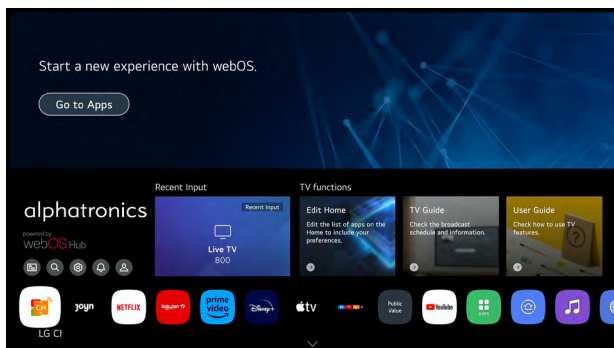 Start a new experience with webOS.
Go to Apps
Recent Input
TV functions
alphatronics
powered by
webOS Hub
Recent Input
Live TV
800
Edit Home
Edit the list of apps on the
Home to include your
preferences.
TV Guide
Check the broadcast
schedule and information.
User Guide
Check how to use TV
features.
CH
joyn
NETFLIX
Rakuten TV
prime
video
Disney+
tv
Public
Value
YouTube
APPS
LG Ch